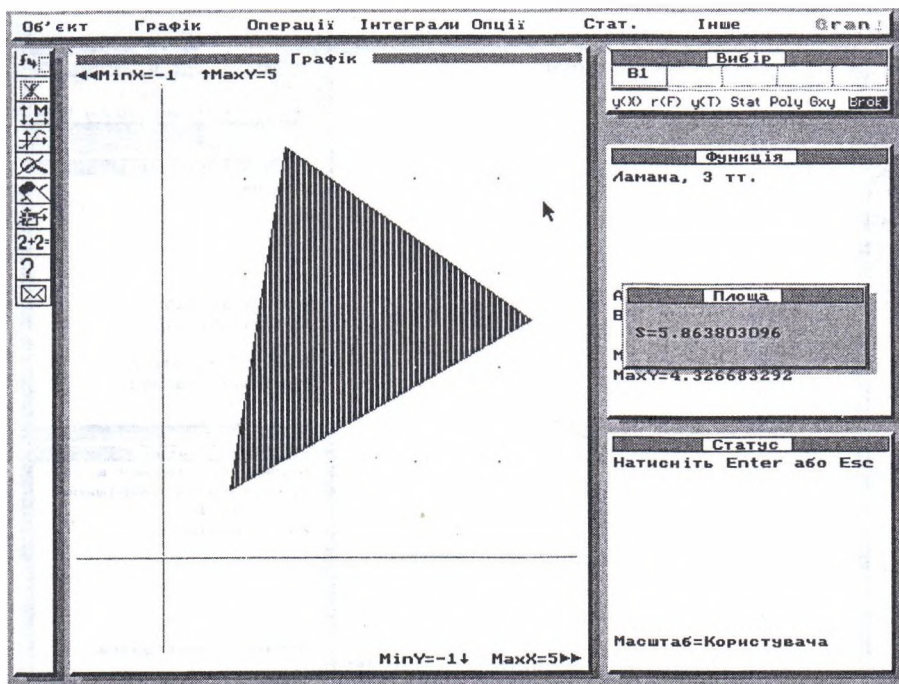 Об'єкт Графік Операції Інтеграли Опції Стат. Інше Gran1
Графік
◄◄MinX=-1 ↑MaxY=5
MinY=-1↓ MaxX=5►►
2+2=
?
Вибір
B1
y(X) r(F) y(T) Stat Poly Gxy Brok
Функція
Ламана, 3 тт.
А
В
Площа
S=5.863803096
М
MaxY=4.326683292
Статус
Натисніть Enter або Esc
Масштаб=Користувача